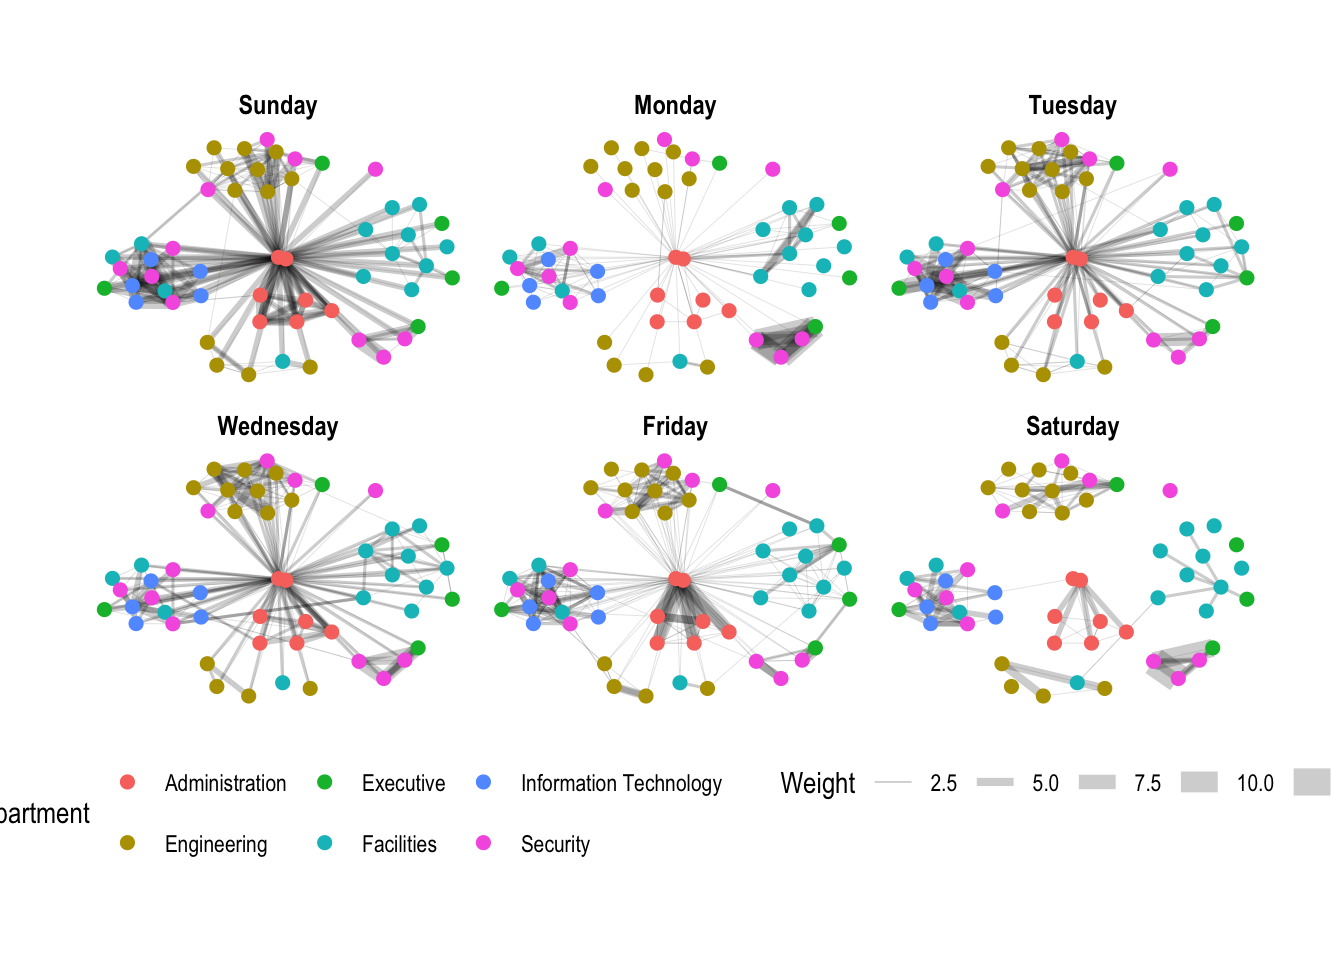 Sunday
Monday
Tuesday
Wednesday
Friday
Saturday
partment
Administration
Executive
Information Technology
Engineering
Facilities
Security
Weight
2.5
5.0
7.5
10.0